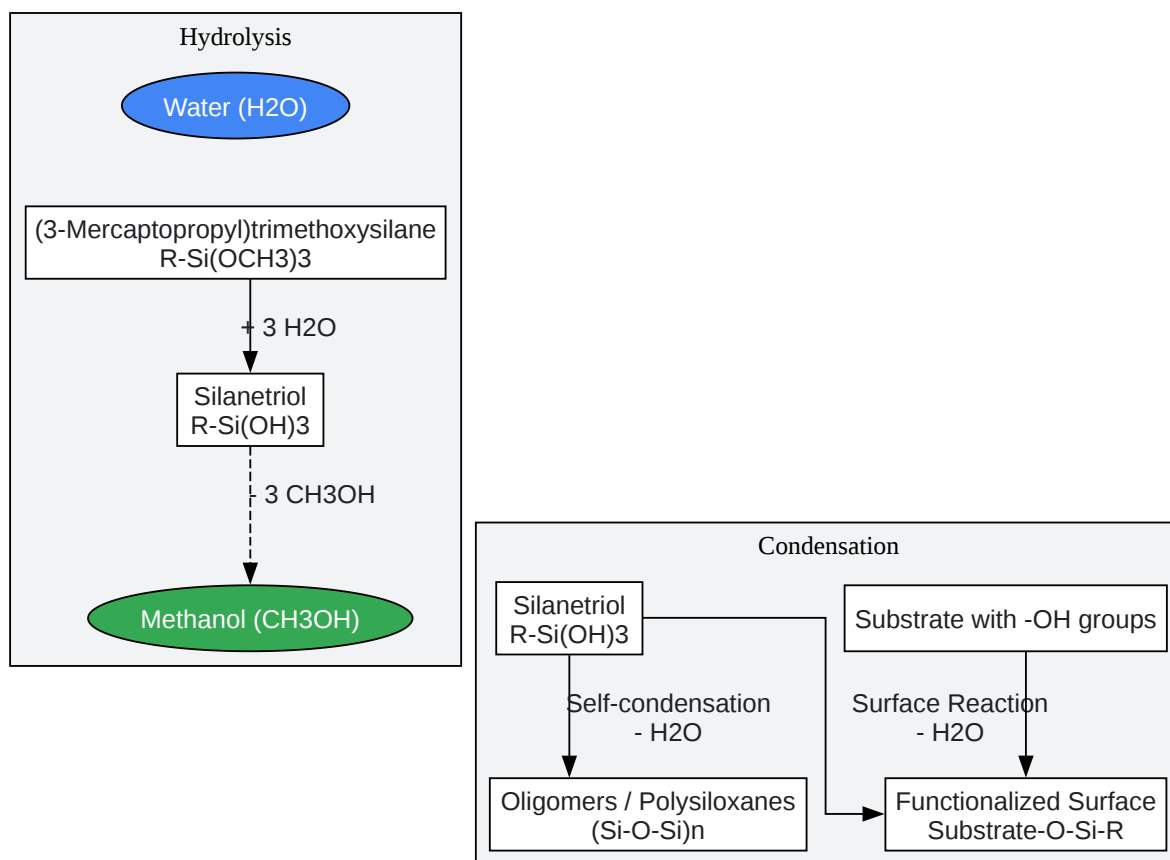 Hydrolysis
Water (H2O)
(3-Mercaptopropyl)trimethoxysilane
R-Si(OCH3)3
+ 3 H2O
Silanetriol
R-Si(OH)3
- 3 CH3OH
Methanol (CH3OH)
Condensation
Silanetriol
R-Si(OH)3
Substrate with -OH groups
Self-condensation
- H2O
Surface Reaction
- H2O
Oligomers / Polysiloxanes
(Si-O-Si)n
Functionalized Surface
Substrate-O-Si-R